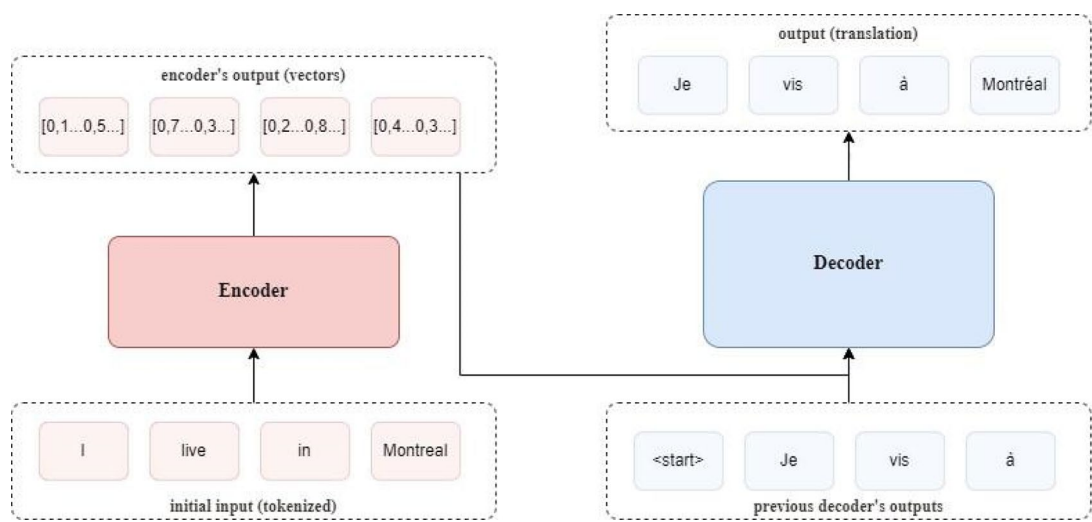 encoder's output (vectors)
[0,1...0,5...] [0,7...0,3...] [0,2...0,8...] [0,4...0,3...]
Encoder
I live in Montreal
initial input (tokenized)
output (translation)
Je vis à Montréal
Decoder
<start> Je vis à
previous decoder's outputs